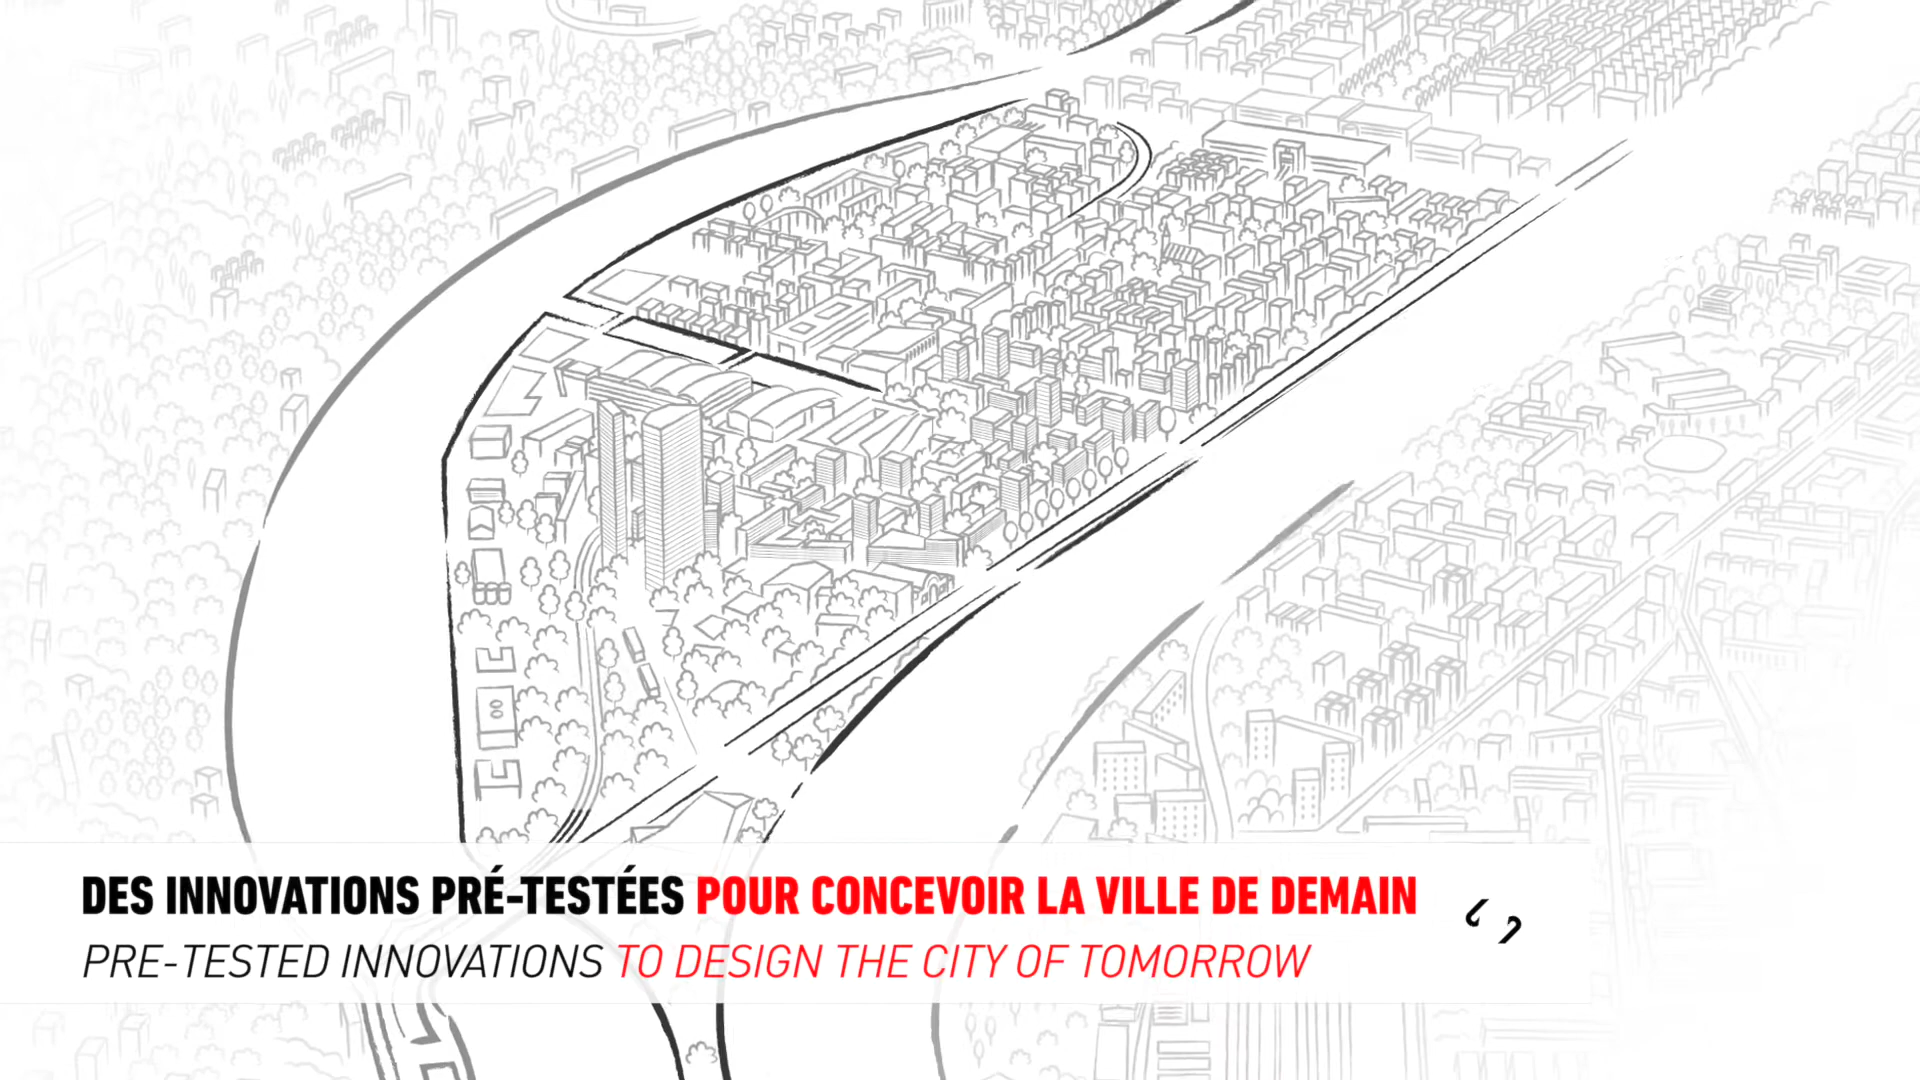 DES INNOVATIONS PRÉ-TESTÉES POUR CONCEVOIR LA VILLE DE DEMAIN
PRE-TESTED INNOVATIONS TO DESIGN THE CITY OF TOMORROW